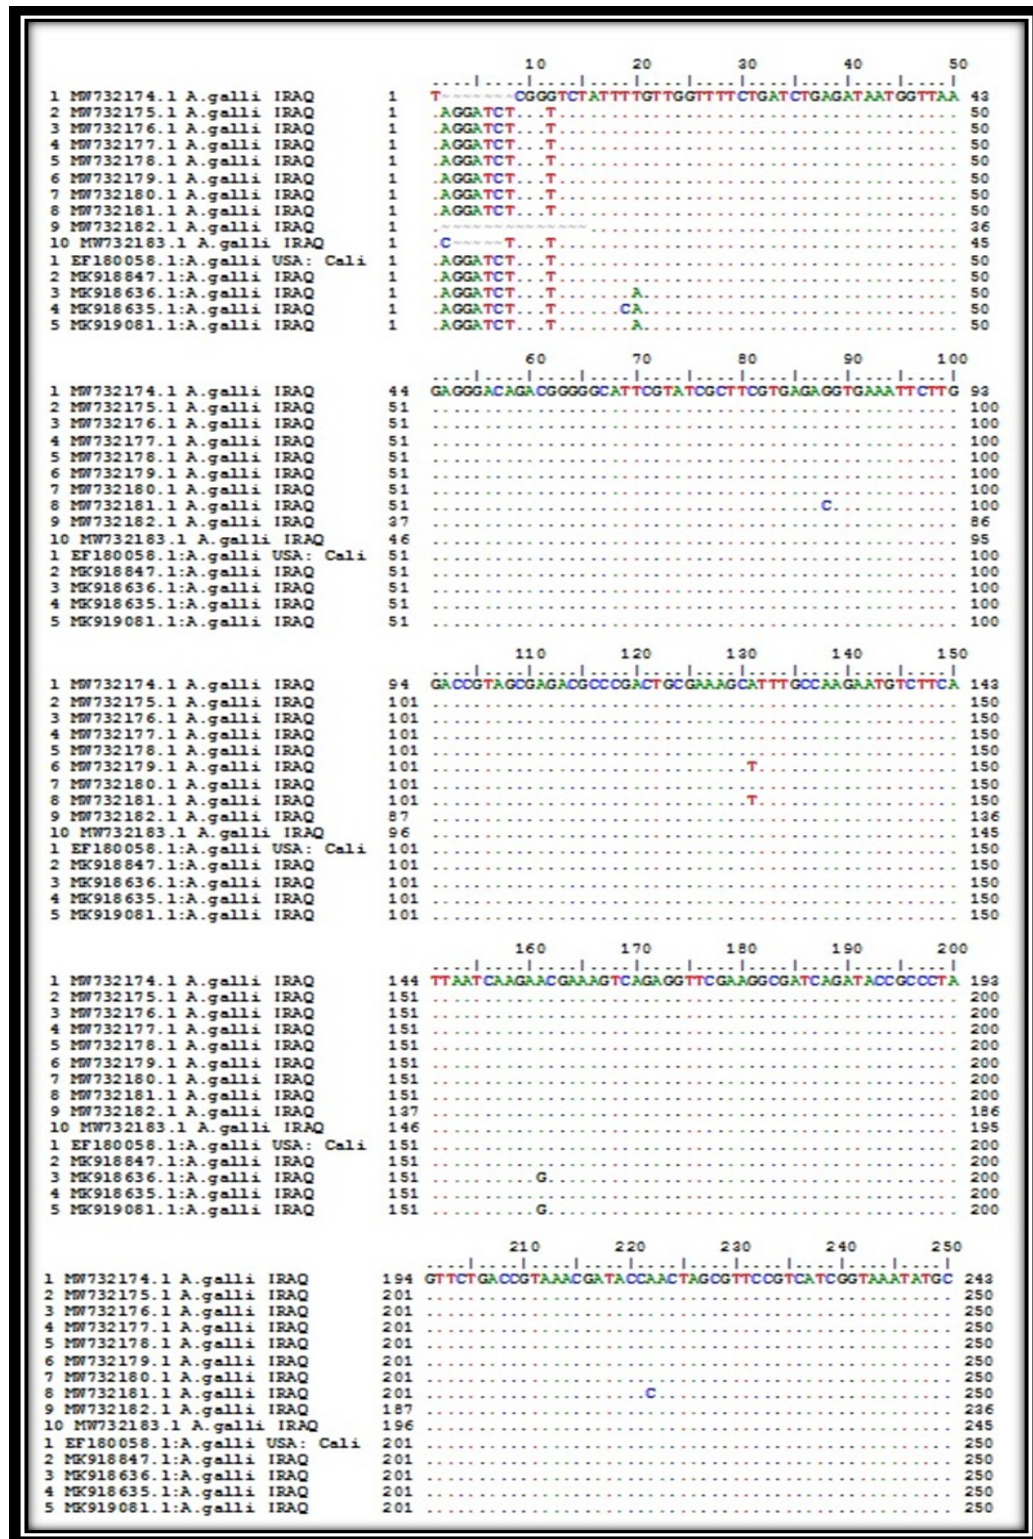 10 20 30 40 50
1 MW732174.1 A.galli IRAQ 1 T~~~~~~~CGGGTCTATTTTGTTGGTTTTCTGATCTGAGATAATGGTTAA 43
2 MW732175.1 A.galli IRAQ 1 .AGGATCT...T...................................... 50
3 MW732176.1 A.galli IRAQ 1 .AGGATCT...T...................................... 50
4 MW732177.1 A.galli IRAQ 1 .AGGATCT...T...................................... 50
5 MW732178.1 A.galli IRAQ 1 .AGGATCT...T...................................... 50
6 MW732179.1 A.galli IRAQ 1 .AGGATCT...T...................................... 50
7 MW732180.1 A.galli IRAQ 1 .AGGATCT...T...................................... 50
8 MW732181.1 A.galli IRAQ 1 .AGGATCT...T...................................... 50
9 MW732182.1 A.galli IRAQ 1 .~~~~~~~~~~~~~~................................... 36
10 MW732183.1 A.galli IRAQ 1 .C~~~~~T...T...................................... 45
1 EF180058.1:A.galli USA: Cali 1 .AGGATCT...T...................................... 50
2 MK918847.1:A.galli IRAQ 1 .AGGATCT...T...................................... 50
3 MK918636.1:A.galli IRAQ 1 .AGGATCT...T.......A.............................. 50
4 MK918635.1:A.galli IRAQ 1 .AGGATCT...T......CA.............................. 50
5 MK919081.1:A.galli IRAQ 1 .AGGATCT...T.......A.............................. 50
60 70 80 90 100
1 MW732174.1 A.galli IRAQ 44 GAGGGACAGACGGGGGCATTCGTATCGCTTCGTGAGAGGTGAAATTCTTG 93
2 MW732175.1 A.galli IRAQ 51 .................................................. 100
3 MW732176.1 A.galli IRAQ 51 .................................................. 100
4 MW732177.1 A.galli IRAQ 51 .................................................. 100
5 MW732178.1 A.galli IRAQ 51 .................................................. 100
6 MW732179.1 A.galli IRAQ 51 .................................................. 100
7 MW732180.1 A.galli IRAQ 51 .................................................. 100
8 MW732181.1 A.galli IRAQ 51 .....................................C............ 100
9 MW732182.1 A.galli IRAQ 37 .................................................. 86
10 MW732183.1 A.galli IRAQ 46 .................................................. 95
1 EF180058.1:A.galli USA: Cali 51 .................................................. 100
2 MK918847.1:A.galli IRAQ 51 .................................................. 100
3 MK918636.1:A.galli IRAQ 51 .................................................. 100
4 MK918635.1:A.galli IRAQ 51 .................................................. 100
5 MK919081.1:A.galli IRAQ 51 .................................................. 100
110 120 130 140 150
1 MW732174.1 A.galli IRAQ 94 GACCGTAGCGAGACGCCCGACTGCGAAAGCATTTGCCAAGAATGTCTTCA 143
2 MW732175.1 A.galli IRAQ 101 .................................................. 150
3 MW732176.1 A.galli IRAQ 101 .................................................. 150
4 MW732177.1 A.galli IRAQ 101 .................................................. 150
5 MW732178.1 A.galli IRAQ 101 .................................................. 150
6 MW732179.1 A.galli IRAQ 101 ..............................T................... 150
7 MW732180.1 A.galli IRAQ 101 .................................................. 150
8 MW732181.1 A.galli IRAQ 101 ..............................T................... 150
9 MW732182.1 A.galli IRAQ 87 .................................................. 136
10 MW732183.1 A.galli IRAQ 96 .................................................. 145
1 EF180058.1:A.galli USA: Cali 101 .................................................. 150
2 MK918847.1:A.galli IRAQ 101 .................................................. 150
3 MK918636.1:A.galli IRAQ 101 .................................................. 150
4 MK918635.1:A.galli IRAQ 101 .................................................. 150
5 MK919081.1:A.galli IRAQ 101 .................................................. 150
160 170 180 190 200
1 MW732174.1 A.galli IRAQ 144 TTAATCAAGAACGAAAGTCAGAGGTTCGAAGGCGATCAGATACCGCCCTA 193
2 MW732175.1 A.galli IRAQ 151 .................................................. 200
3 MW732176.1 A.galli IRAQ 151 .................................................. 200
4 MW732177.1 A.galli IRAQ 151 .................................................. 200
5 MW732178.1 A.galli IRAQ 151 .................................................. 200
6 MW732179.1 A.galli IRAQ 151 .................................................. 200
7 MW732180.1 A.galli IRAQ 151 .................................................. 200
8 MW732181.1 A.galli IRAQ 151 .................................................. 200
9 MW732182.1 A.galli IRAQ 137 .................................................. 186
10 MW732183.1 A.galli IRAQ 146 .................................................. 195
1 EF180058.1:A.galli USA: Cali 151 .................................................. 200
2 MK918847.1:A.galli IRAQ 151 .................................................. 200
3 MK918636.1:A.galli IRAQ 151 ..........G....................................... 200
4 MK918635.1:A.galli IRAQ 151 .................................................. 200
5 MK919081.1:A.galli IRAQ 151 ..........G....................................... 200
210 220 230 240 250
1 MW732174.1 A.galli IRAQ 194 GTTCTGACCGTAAACGATACCAACTAGCGTTCCGTCATCGGTAAATATGC 243
2 MW732175.1 A.galli IRAQ 201 .................................................. 250
3 MW732176.1 A.galli IRAQ 201 .................................................. 250
4 MW732177.1 A.galli IRAQ 201 .................................................. 250
5 MW732178.1 A.galli IRAQ 201 .................................................. 250
6 MW732179.1 A.galli IRAQ 201 .................................................. 250
7 MW732180.1 A.galli IRAQ 201 .................................................. 250
8 MW732181.1 A.galli IRAQ 201 .....................C............................ 250
9 MW732182.1 A.galli IRAQ 187 .................................................. 236
10 MW732183.1 A.galli IRAQ 196 .................................................. 245
1 EF180058.1:A.galli USA: Cali 201 .................................................. 250
2 MK918847.1:A.galli IRAQ 201 .................................................. 250
3 MK918636.1:A.galli IRAQ 201 .................................................. 250
4 MK918635.1:A.galli IRAQ 201 .................................................. 250
5 MK919081.1:A.galli IRAQ 201 .................................................. 250